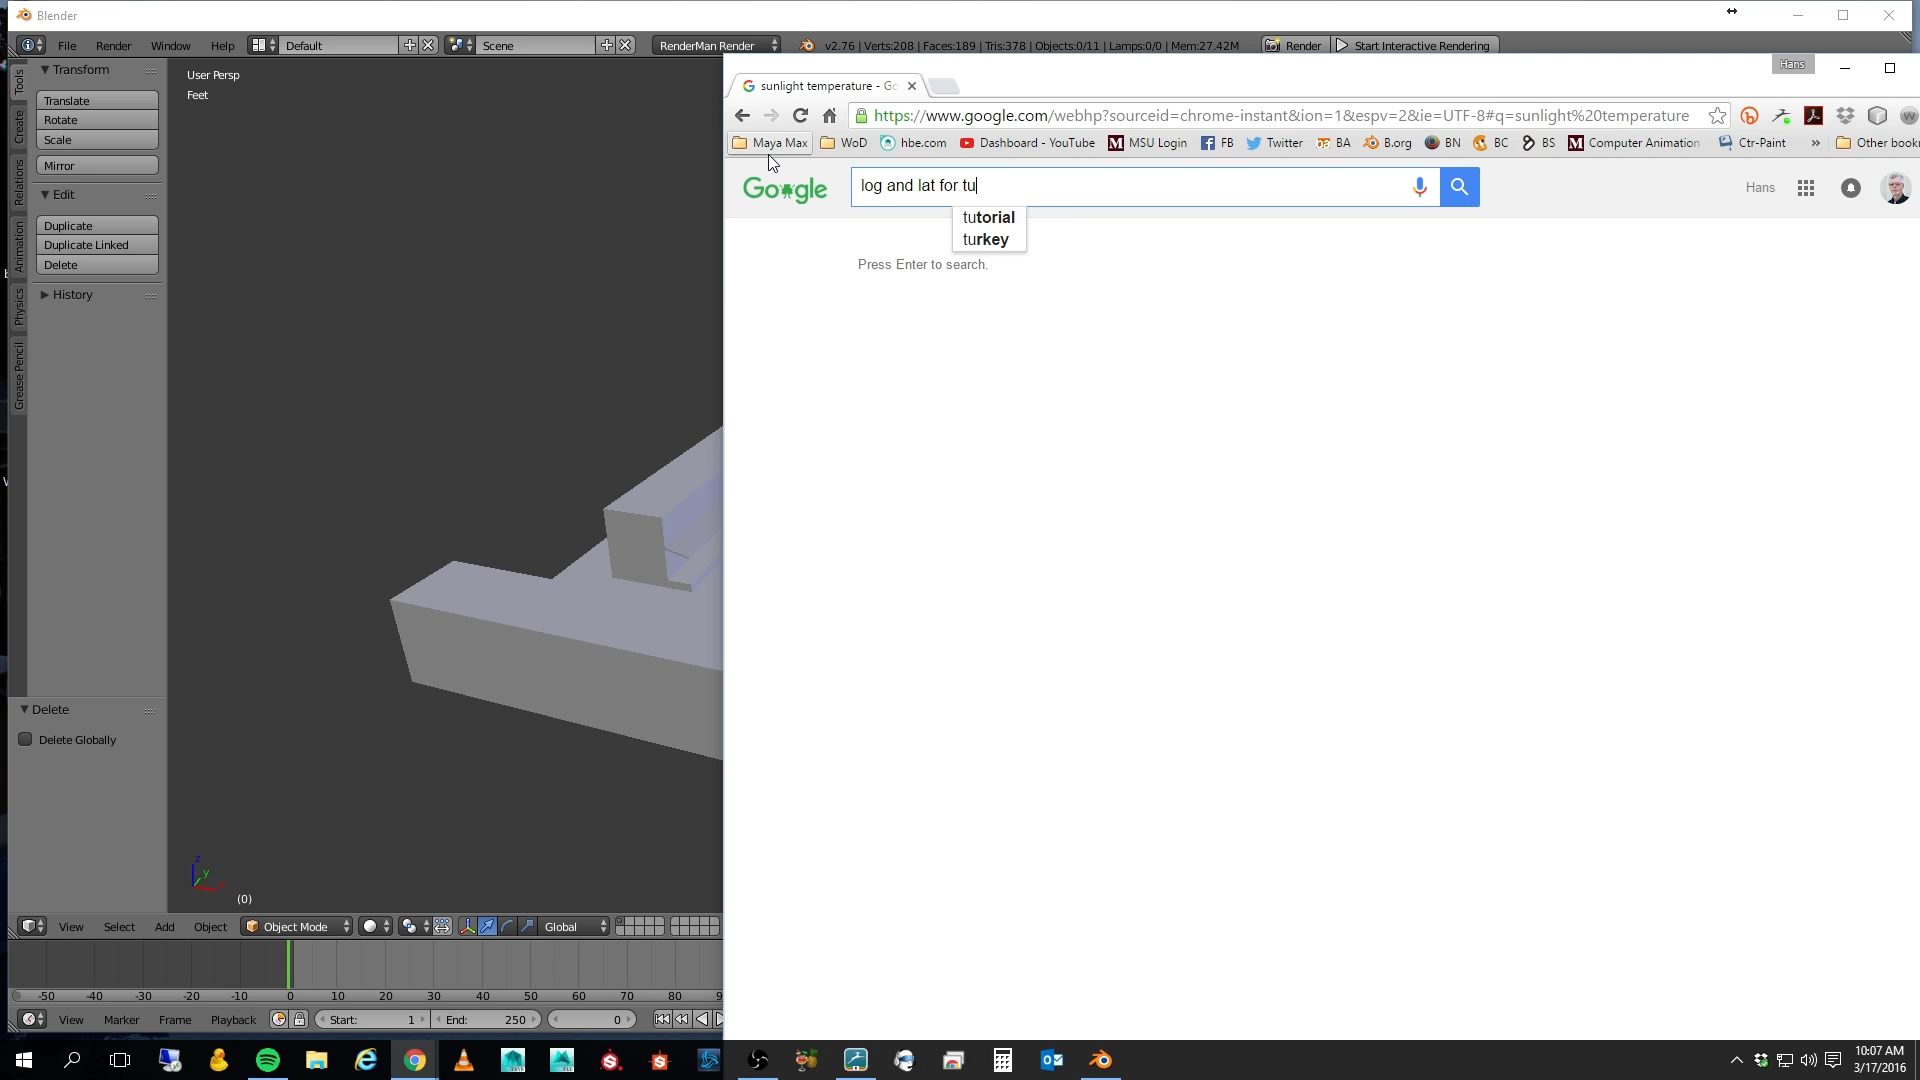 Blender
File Render Window Help Default Scene RenderMan Render v2.76 | Verts:208 | Faces:189 | Tris:378 | Objects:0/11 | Lamps:0/0 | Mem:27.42M Render Start Interactive Rendering
Hans
Tools
Create
Relations
Animation
Physics
Grease Pencil
Transform
Translate
Rotate
Scale
Mirror
Edit
Duplicate
Duplicate Linked
Delete
History
Delete
Delete Globally
User Persp
Feet
(0)
z
y
x
sunlight temperature - Go
https://www.google.com/webhp?sourceid=chrome-instant&ion=1&espv=2&ie=UTF-8#q=sunlight%20temperature
Maya Max WoD hbe.com Dashboard - YouTube MSU Login FB Twitter BA B.org BN BC BS Computer Animation Ctr-Paint » Other book
Google
log and lat for tu
Hans
tutorial
turkey
Press Enter to search.
View Select Add Object Object Mode Global
-50 -40 -30 -20 -10 0 10 20 30 40 50 60 70 80 9
View Marker Frame Playback Start: 1 End: 250 0
10:07 AM
3/17/2016